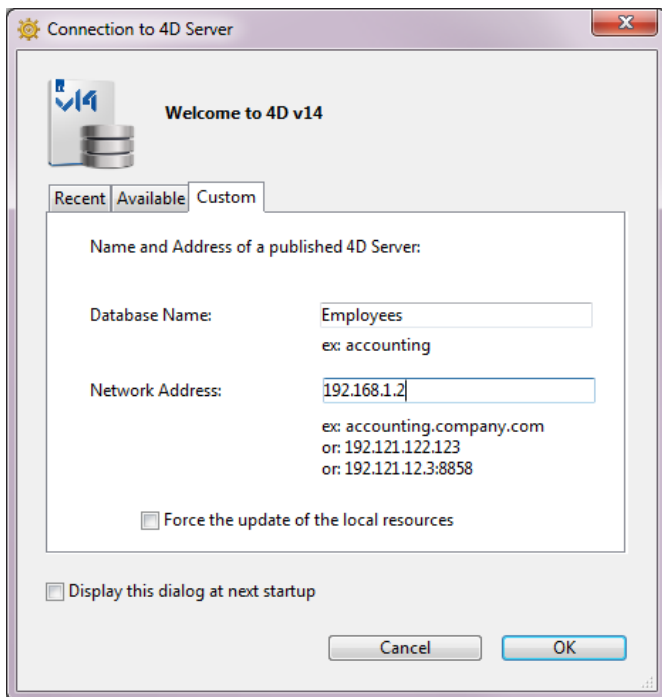 Connection to 4D Server
v14
Welcome to 4D v14
Recent Available Custom
Name and Address of a published 4D Server:
Database Name: Employees
ex: accounting
Network Address: 192.168.1.2
ex: accounting.company.com
or: 192.121.122.123
or: 192.121.12.3:8858
Force the update of the local resources
Display this dialog at next startup
Cancel OK